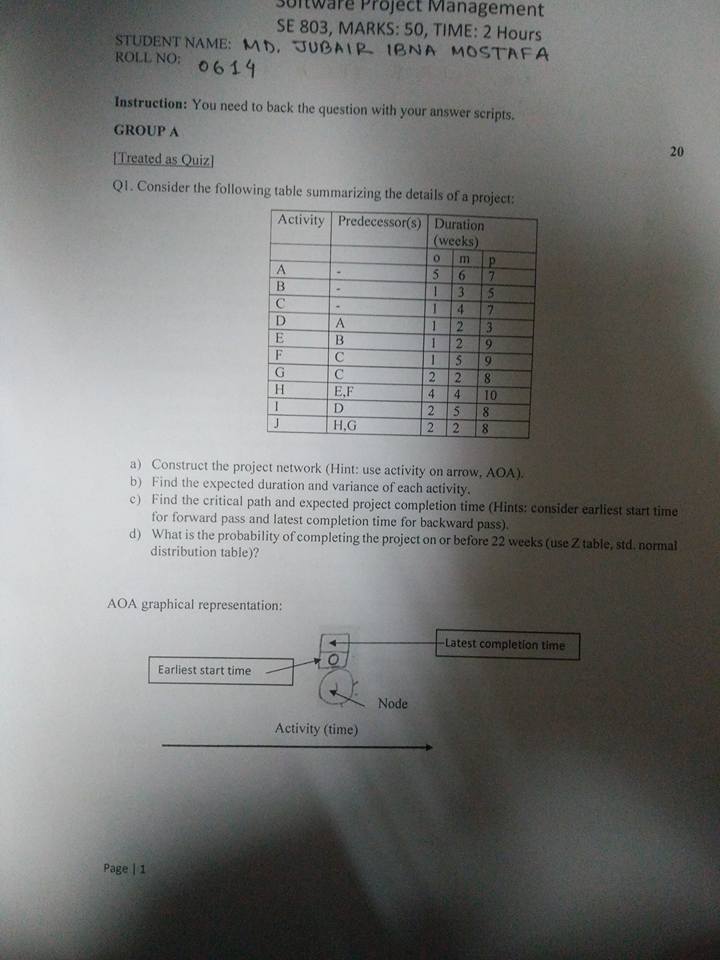 Software Project Management
SE 803, MARKS: 50, TIME: 2 Hours
STUDENT NAME: MD. JUBAIR IBNA MOSTAFA
ROLL NO: 0614
Instruction: You need to back the question with your answer scripts.
GROUP A
20
[Treated as Quiz]
Q1. Consider the following table summarizing the details of a project:
Activity Predecessor(s) Duration (weeks)
o m p
A - 5 6 7
B - 1 3 5
C - 1 4 7
D A 1 2 3
E B 1 2 9
F C 1 5 9
G C 2 2 8
H E,F 4 4 10
I D 2 5 8
J H,G 2 2 8
a) Construct the project network (Hint: use activity on arrow, AOA).
b) Find the expected duration and variance of each activity.
c) Find the critical path and expected project completion time (Hints: consider earliest start time
for forward pass and latest completion time for backward pass).
d) What is the probability of completing the project on or before 22 weeks (use Z table, std. normal
distribution table)?
AOA graphical representation:
Latest completion time
0
Earliest start time
Node
Activity (time)
Page | 1